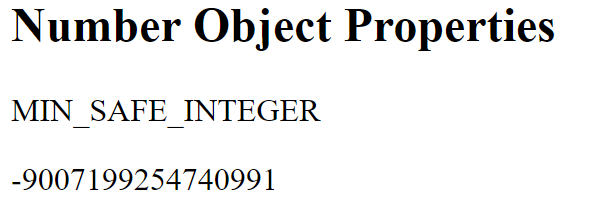 Number Object Properties
MIN_SAFE_INTEGER
-9007199254740991